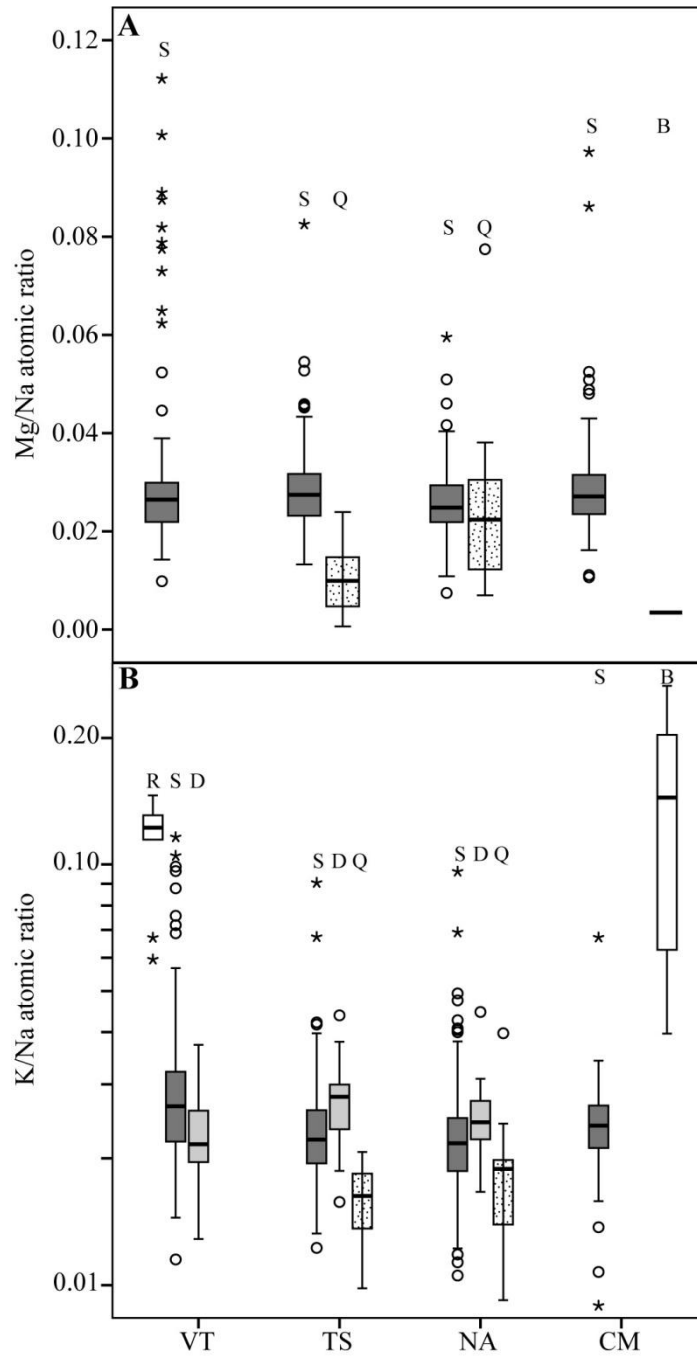 A
S
S Q
S Q
S B
Mg/Na atomic ratio
0.12
0.10
0.08
0.06
0.04
0.02
0.00
B
R S D
S D Q
S D Q
S B
K/Na atomic ratio
0.20
0.10
0.01
VT TS NA CM